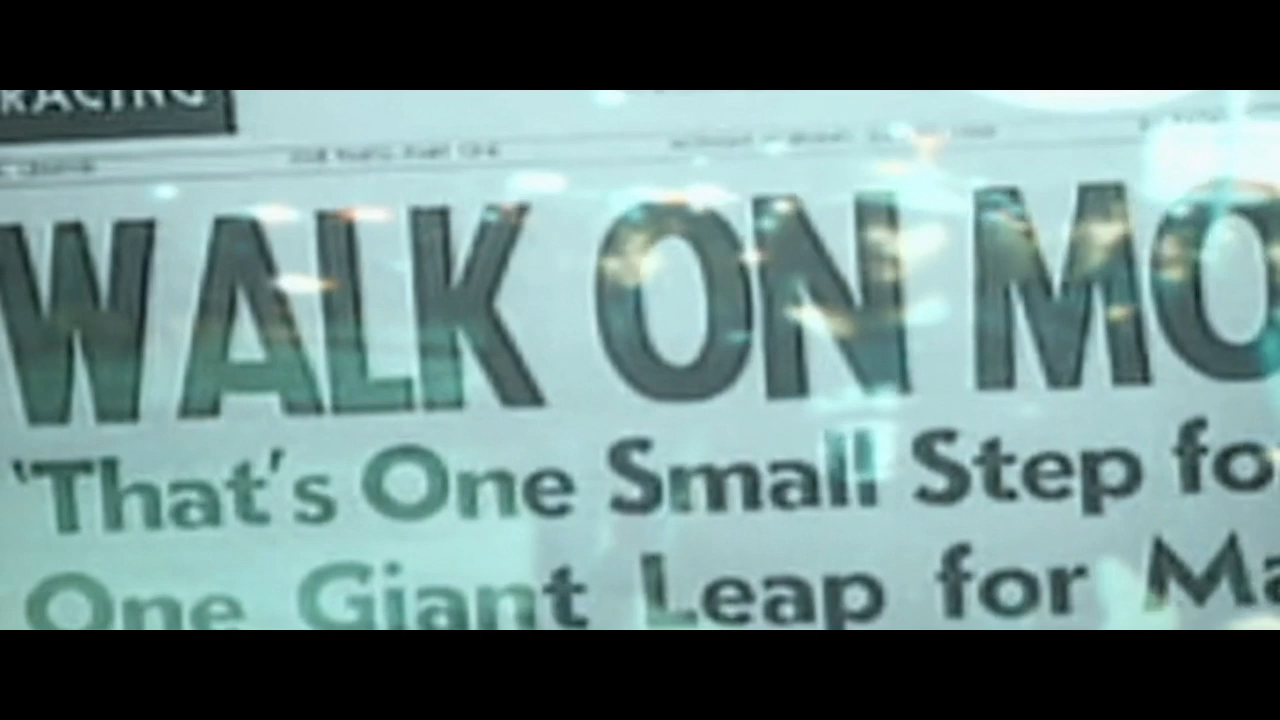 RACING
WALK ON MO
'That's One Small Step fo
One Giant Leap for Ma